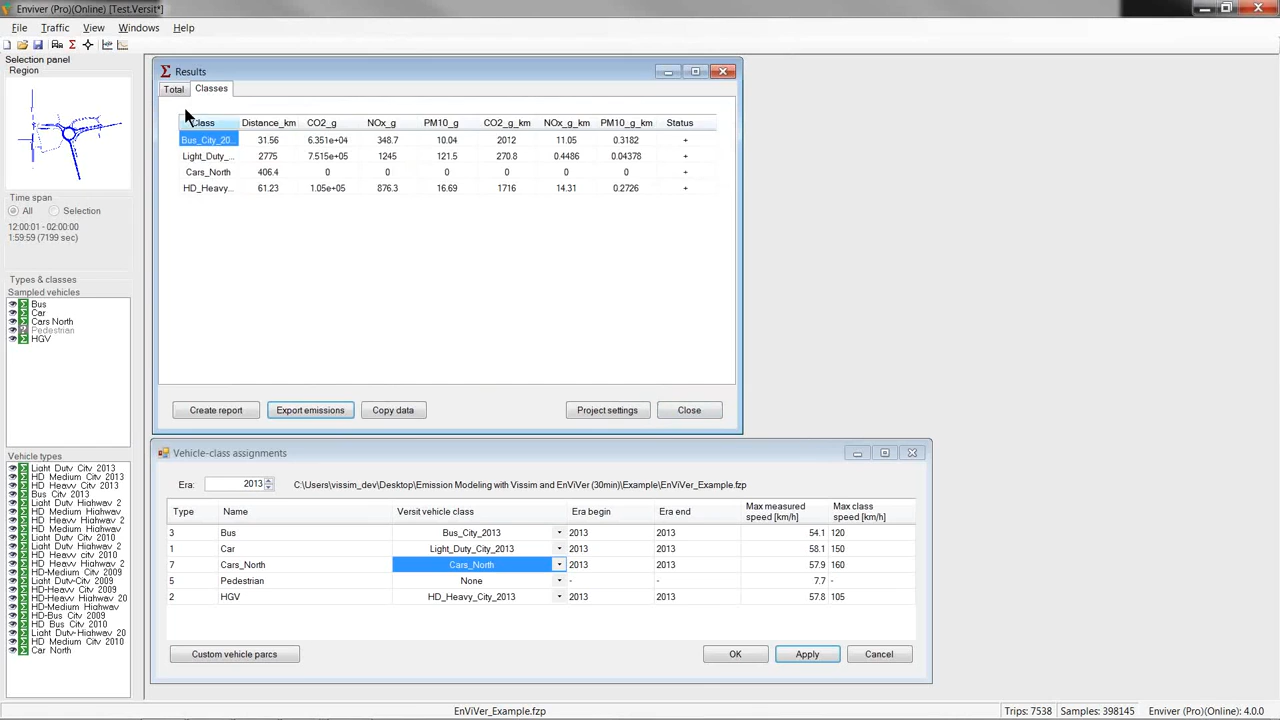 Enviver (Pro)(Online) [Test.Versit*]
File Traffic View Windows Help
Selection panel
Region
Time span
All Selection
12:00:01 - 02:00:00
1:59:59 (7199 sec)
Types & classes
Sampled vehicles
Bus
Car
Cars North
Pedestrian
HGV
Vehicle types
Light Duty City 2013
HD Medium City 2013
HD Heavy City 2013
Bus City 2013
Light Duty Highway 2
HD Medium Highway
HD Heavy Highway 2
HD Medium Highway
HD Heavy Highway 2
Light Duty City 2010
Light Duty Highway 2
HD Heavy city 2010
HD Heavy Highway 2
HD-Medium City 2009
Light Duty-City 2009
HD-Heavy City 2009
HD-Medium Highway
HD-Bus City 2009
HD Bus City 2010
Light Duty-Highway 20
HD Medium City 2010
Car North
Results
Total Classes
Class Distance_km CO2_g NOx_g PM10_g CO2_g_km NOx_g_km PM10_g_km Status
Bus_City_20... 31.56 6.351e+04 348.7 10.04 2012 11.05 0.3182 +
Light_Duty_... 2775 7.515e+05 1245 121.5 270.8 0.4486 0.04378 +
Cars_North 406.4 0 0 0 0 0 0 +
HD_Heavy... 61.23 1.05e+05 876.3 16.69 1716 14.31 0.2726 +
Create report Export emissions Copy data Project settings Close
Vehicle-class assignments
Era: 2013 C:\Users\vissim_dev\Desktop\Emission Modeling with Vissim and EnViVer (30min)\Example\EnViVer_Example.fzp
Type Name Versit vehicle class Era begin Era end Max measured speed [km/h] Max class speed [km/h]
3 Bus Bus_City_2013 2013 2013 54.1 120
1 Car Light_Duty_City_2013 2013 2013 58.1 150
7 Cars_North Cars_North 2013 2013 57.9 160
5 Pedestrian None - - 7.7 -
2 HGV HD_Heavy_City_2013 2013 2013 57.8 105
Custom vehicle parcs OK Apply Cancel
EnViVer_Example.fzp Trips: 7538 Samples: 398145 Enviver (Pro)(Online): 4.0.0